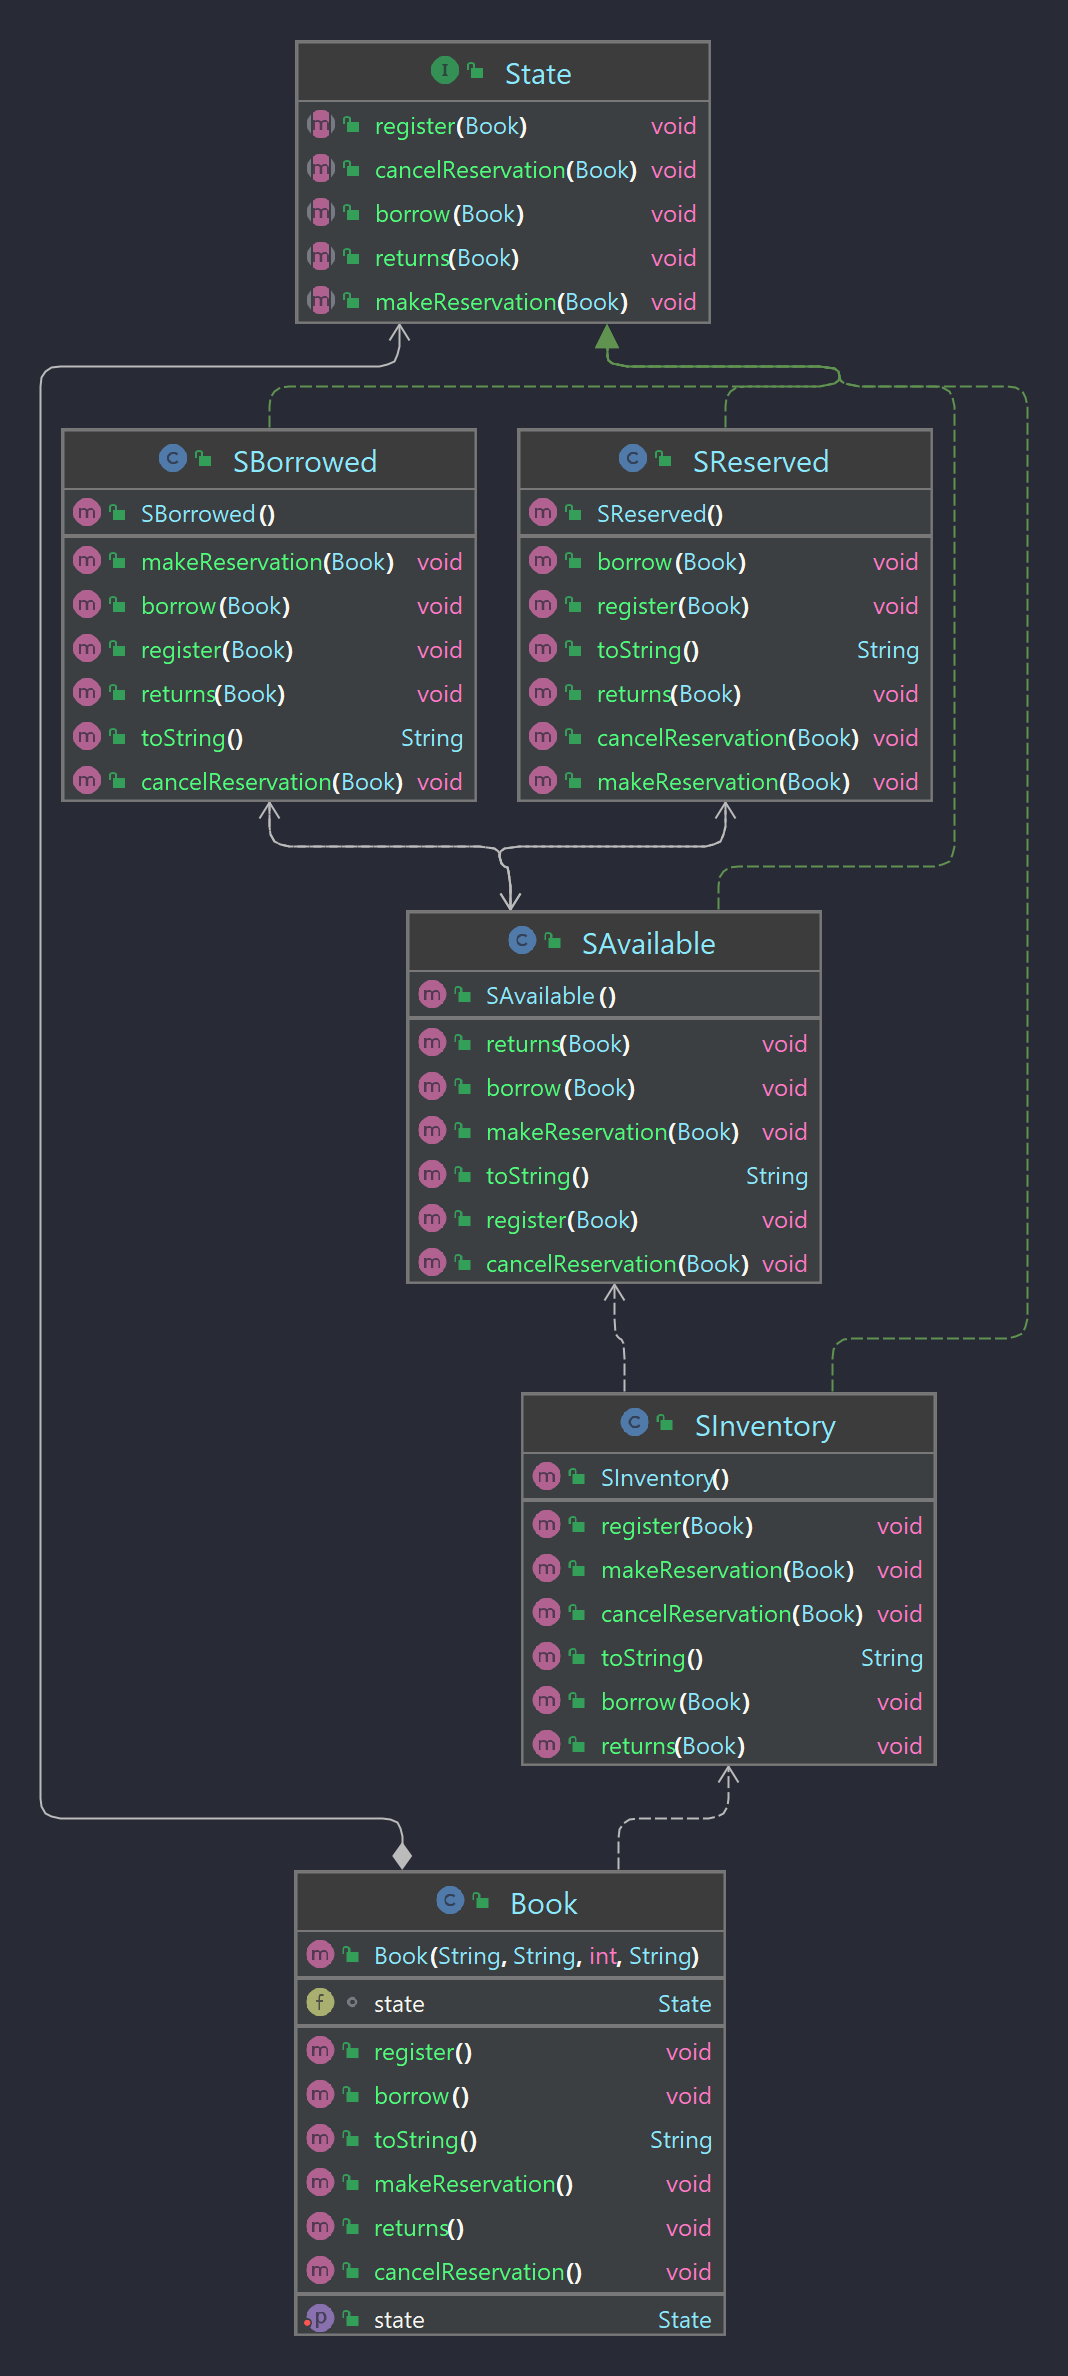 I State
m register(Book) void
m cancelReservation(Book) void
m borrow(Book) void
m returns(Book) void
m makeReservation(Book) void
C SBorrowed
m SBorrowed()
m makeReservation(Book) void
m borrow(Book) void
m register(Book) void
m returns(Book) void
m toString() String
m cancelReservation(Book) void
C SReserved
m SReserved()
m borrow(Book) void
m register(Book) void
m toString() String
m returns(Book) void
m cancelReservation(Book) void
m makeReservation(Book) void
C SAvailable
m SAvailable()
m returns(Book) void
m borrow(Book) void
m makeReservation(Book) void
m toString() String
m register(Book) void
m cancelReservation(Book) void
C SInventory
m SInventory()
m register(Book) void
m makeReservation(Book) void
m cancelReservation(Book) void
m toString() String
m borrow(Book) void
m returns(Book) void
C Book
m Book(String, String, int, String)
f state State
m register() void
m borrow() void
m toString() String
m makeReservation() void
m returns() void
m cancelReservation() void
p state State